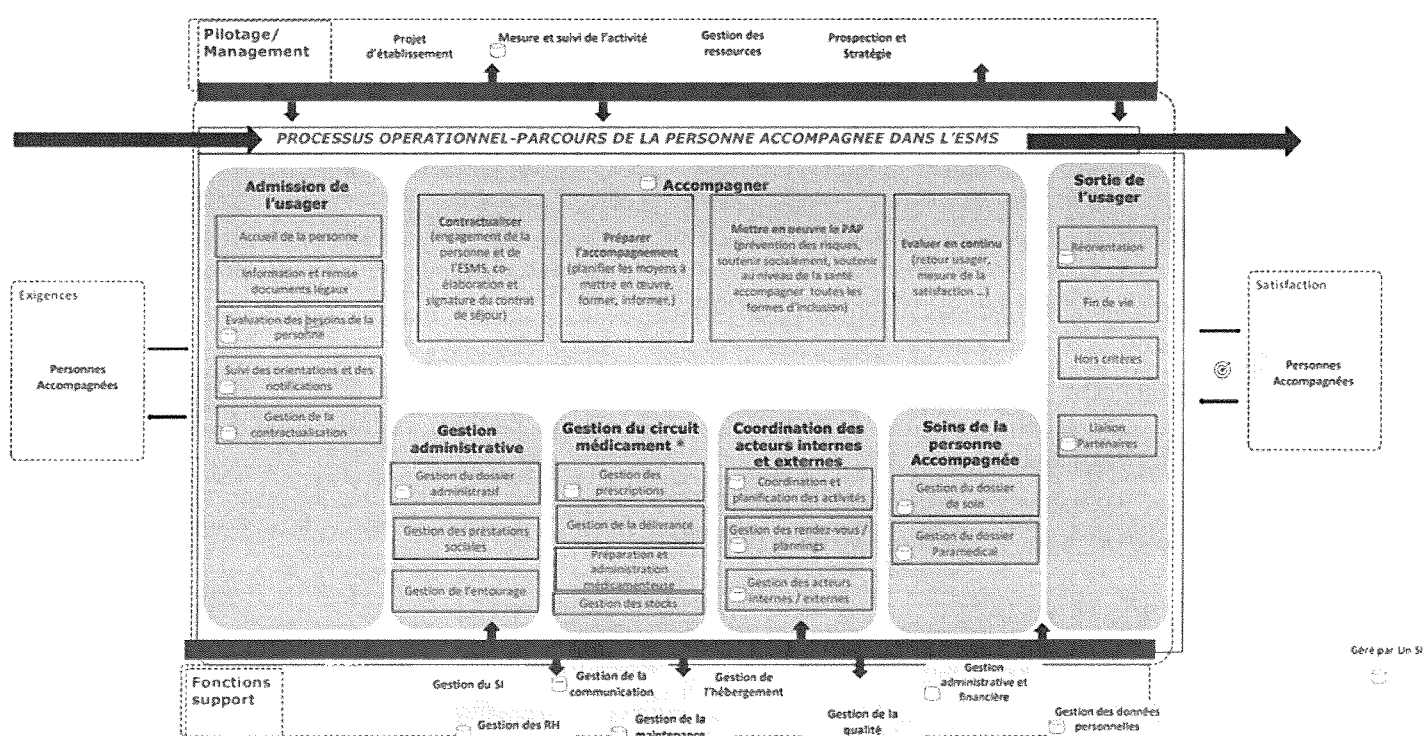 Pilotage/
Management
Projet
d'établissement
Mesure et suivi de l'activité
Gestion des
ressources
Prospection et
Stratégie
PROCESSUS OPERATIONNEL-PARCOURS DE LA PERSONNE ACCOMPAGNEE DANS L'ESMS
Exigences
Personnes
Accompagnées
Admission de
l'usager
Accueil de la personne
Information et remise
documents légaux
Evaluation des besoins de la
personne
Suivi des orientations et des
notifications
Gestion de la
contractualisation
Accompagner
Contractualiser
(engagement de la
personne et de
l'ESMS, co-
élaboration et
signature du contrat
de séjour)
Préparer
l'accompagnement
(planifier les moyens à
mettre en œuvre,
former, informer.)
Mettre en oeuvre le PAP
(prévention des risques,
soutenir socialement, soutenir
au niveau de la santé
accompagner toutes les
formes d'inclusion)
Evaluer en continu
(retour usager,
mesure de la
satisfaction ...)
Sortie de
l'usager
Réorientation
Fin de vie
Hors critères
Liaison
Partenaires
Satisfaction
Personnes
Accompagnées
Gestion
administrative
Gestion du dossier
administratif
Gestion des prestations
sociales
Gestion de l'entourage
Gestion du circuit
médicament *
Gestion des
prescriptions
Gestion de la délivrance
Préparation et
administration
médicamenteuse
Gestion des stocks
Coordination des
acteurs internes
et externes
Coordination et
planification des activités
Gestion des rendez-vous /
plannings
Gestion des acteurs
internes / externes
Soins de la
personne
Accompagnée
Gestion du dossier
de soin
Gestion du dossier
Paramedical
Fonctions
support
Gestion du SI
Gestion de la
communication
Gestion de
l'hébergement
Gestion
administrative et
financière
Gestion des RH
Gestion de la
maintenance
Gestion de la
qualité
Gestion des données
personnelles
Géré par Un SI